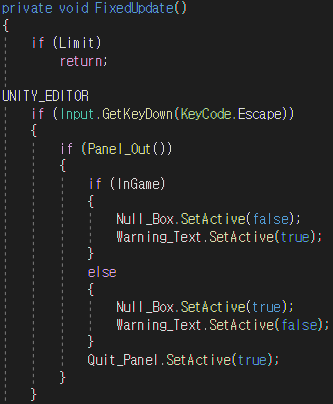 private void FixedUpdate()
{
if (Limit)
return;
UNITY_EDITOR
if (Input.GetKeyDown(KeyCode.Escape))
{
if (Panel_Out())
{
if (InGame)
{
Null_Box.SetActive(false);
Warning_Text.SetActive(true);
}
else
{
Null_Box.SetActive(true);
Warning_Text.SetActive(false);
}
Quit_Panel.SetActive(true);
}
}